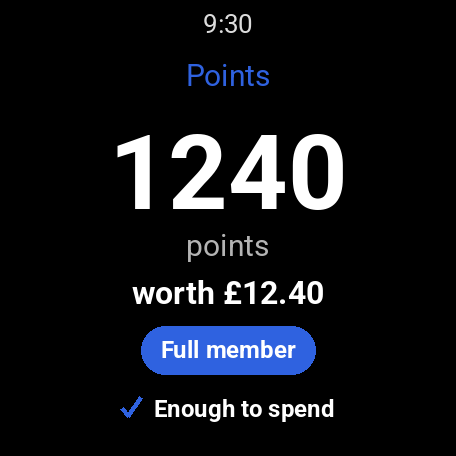 9:30
Points
1240
points
worth £12.40
Full member
Enough to spend